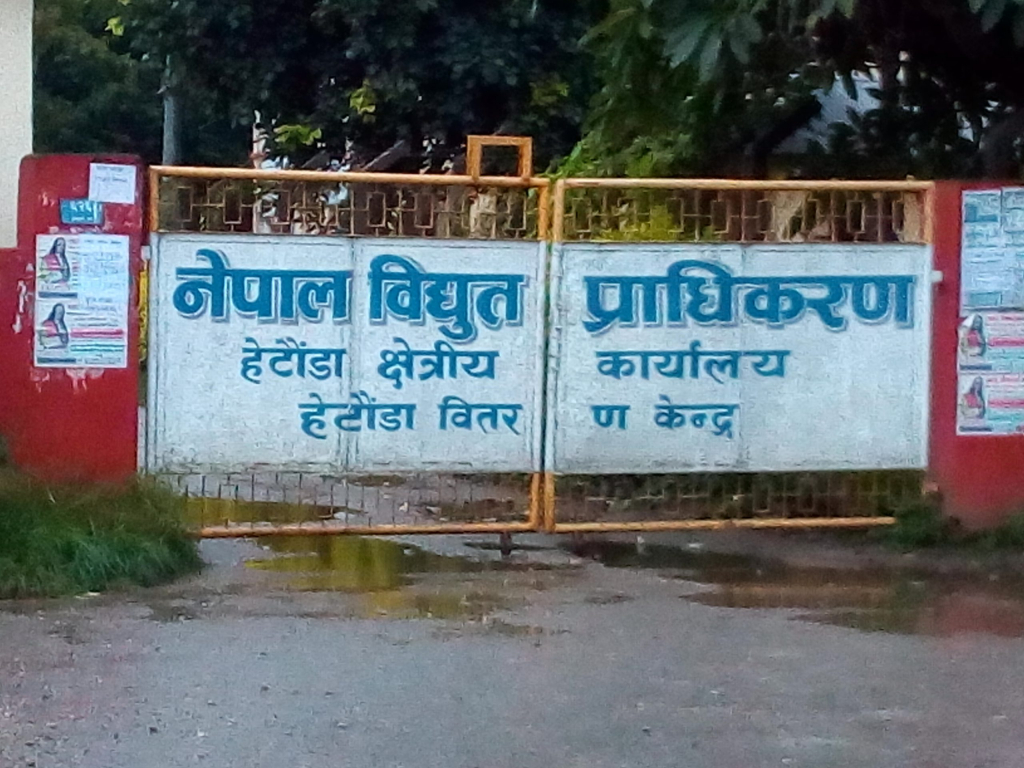 नेपाल विद्युत प्राधिकरण
हेटौंडा क्षेत्रीय कार्यालय
हेटौंडा वितर ण केन्द्र